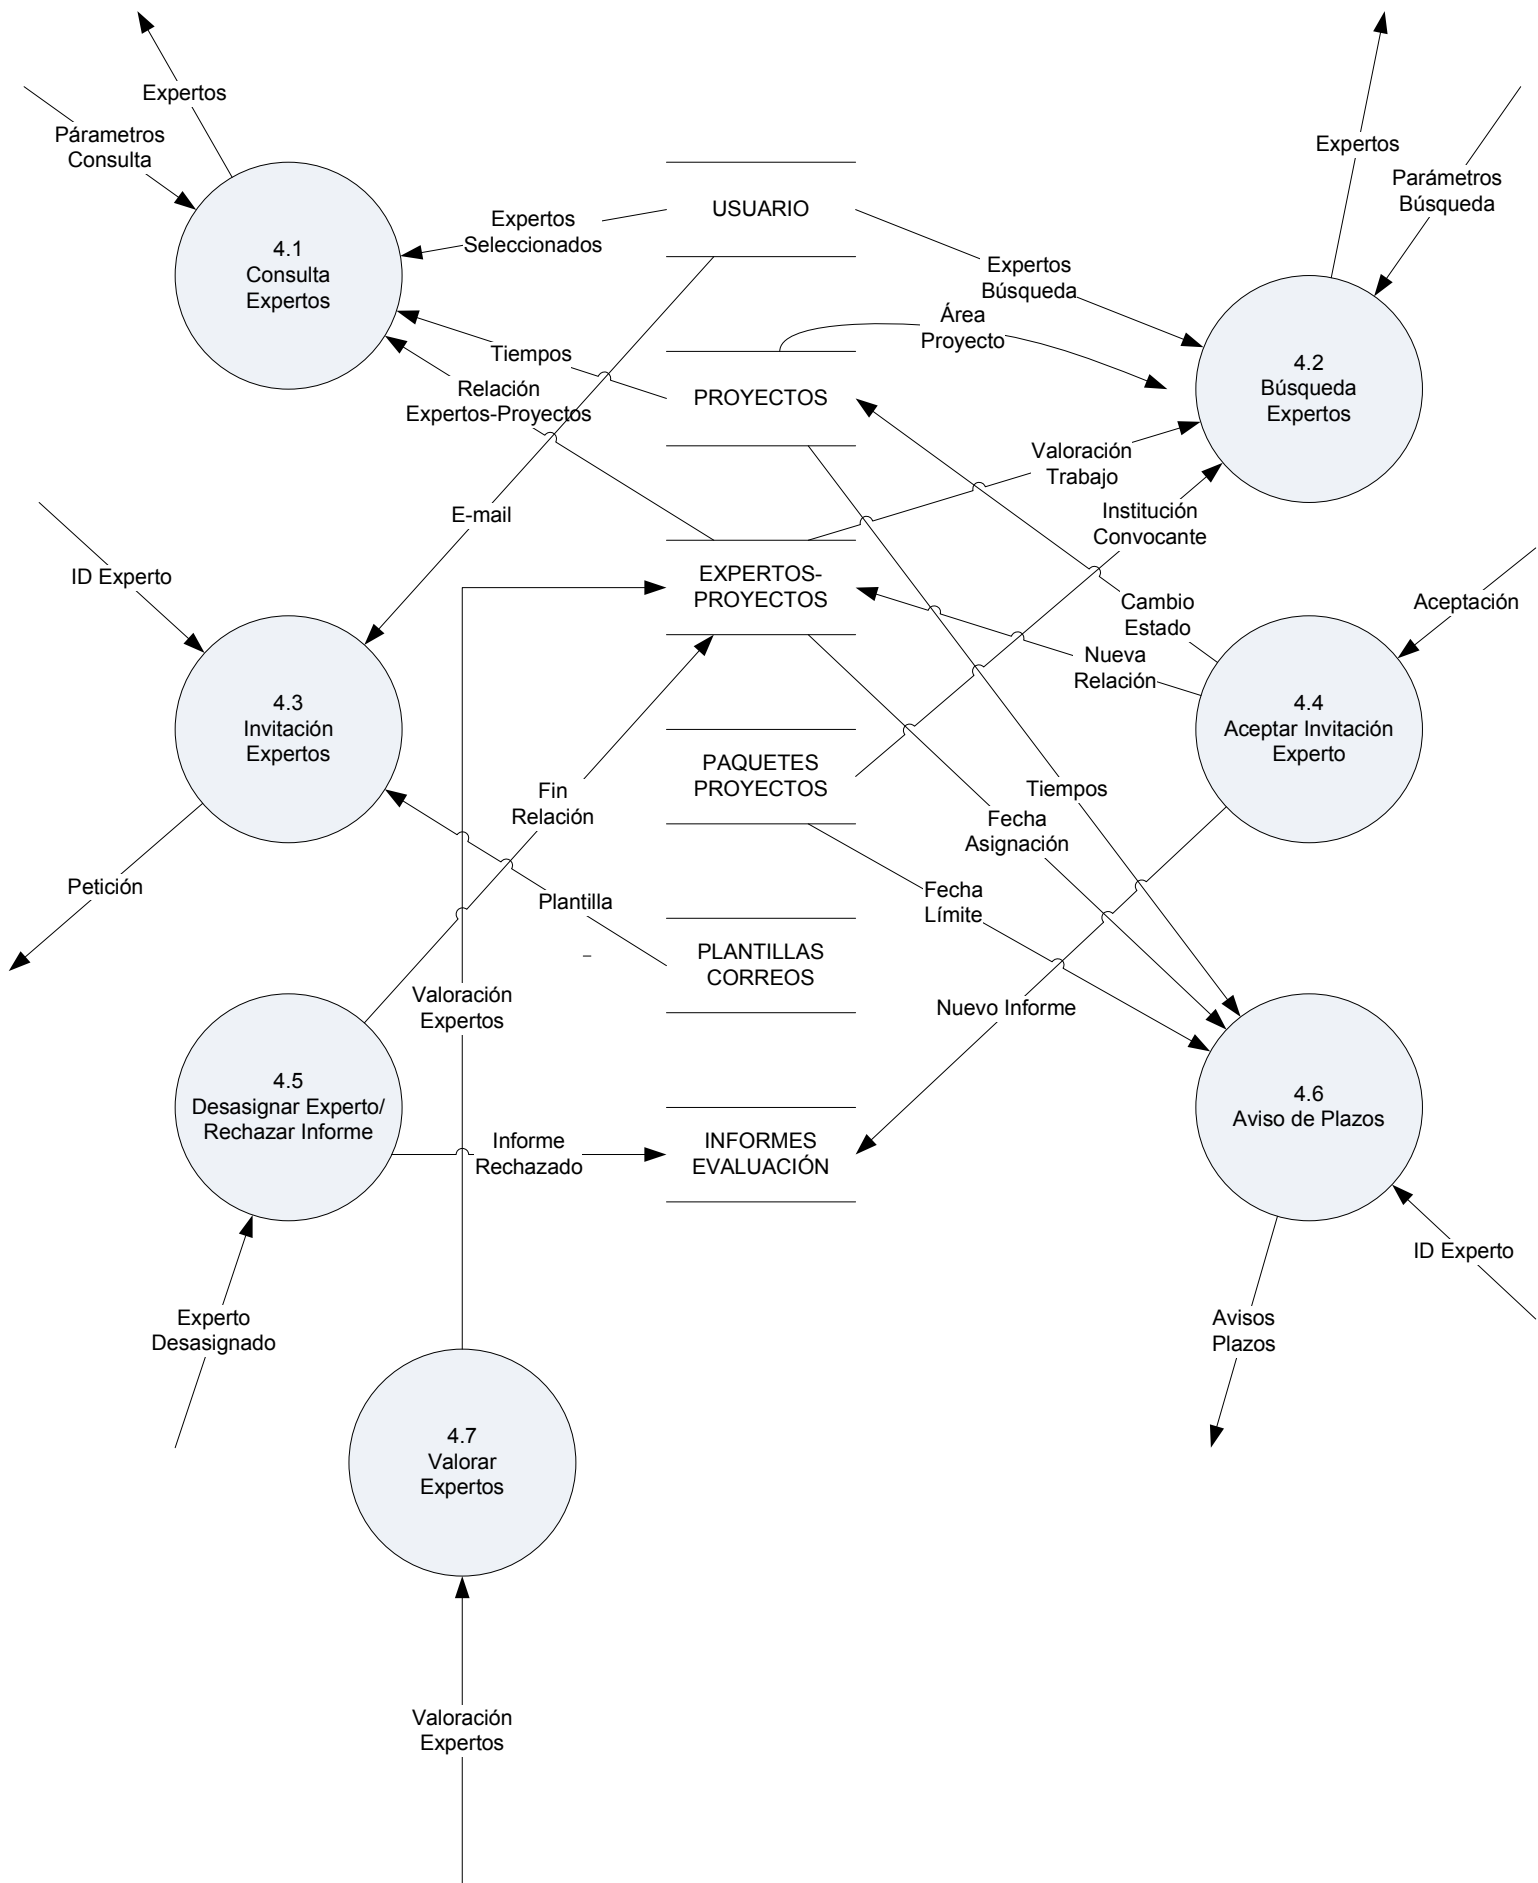 Expertos
Párametros
Consulta
4.1
Consulta
Expertos
Expertos
Seleccionados
USUARIO
Expertos
Búsqueda
Expertos
Parámetros
Búsqueda
Área
Proyecto
4.2
Búsqueda
Expertos
Tiempos
Relación
Expertos-Proyectos
PROYECTOS
Valoración
Trabajo
Institución
Convocante
E-mail
ID Experto
EXPERTOS-
PROYECTOS
Cambio
Estado
Aceptación
Nueva
Relación
4.3
Invitación
Expertos
4.4
Aceptar Invitación
Experto
PAQUETES
PROYECTOS
Fin
Relación
Tiempos
Fecha
Asignación
Petición
Plantilla
Fecha
Límite
PLANTILLAS
CORREOS
Valoración
Expertos
Nuevo Informe
4.5
Desasignar Experto/
Rechazar Informe
4.6
Aviso de Plazos
Informe
Rechazado
INFORMES
EVALUACIÓN
ID Experto
Experto
Desasignado
Avisos
Plazos
4.7
Valorar
Expertos
Valoración
Expertos